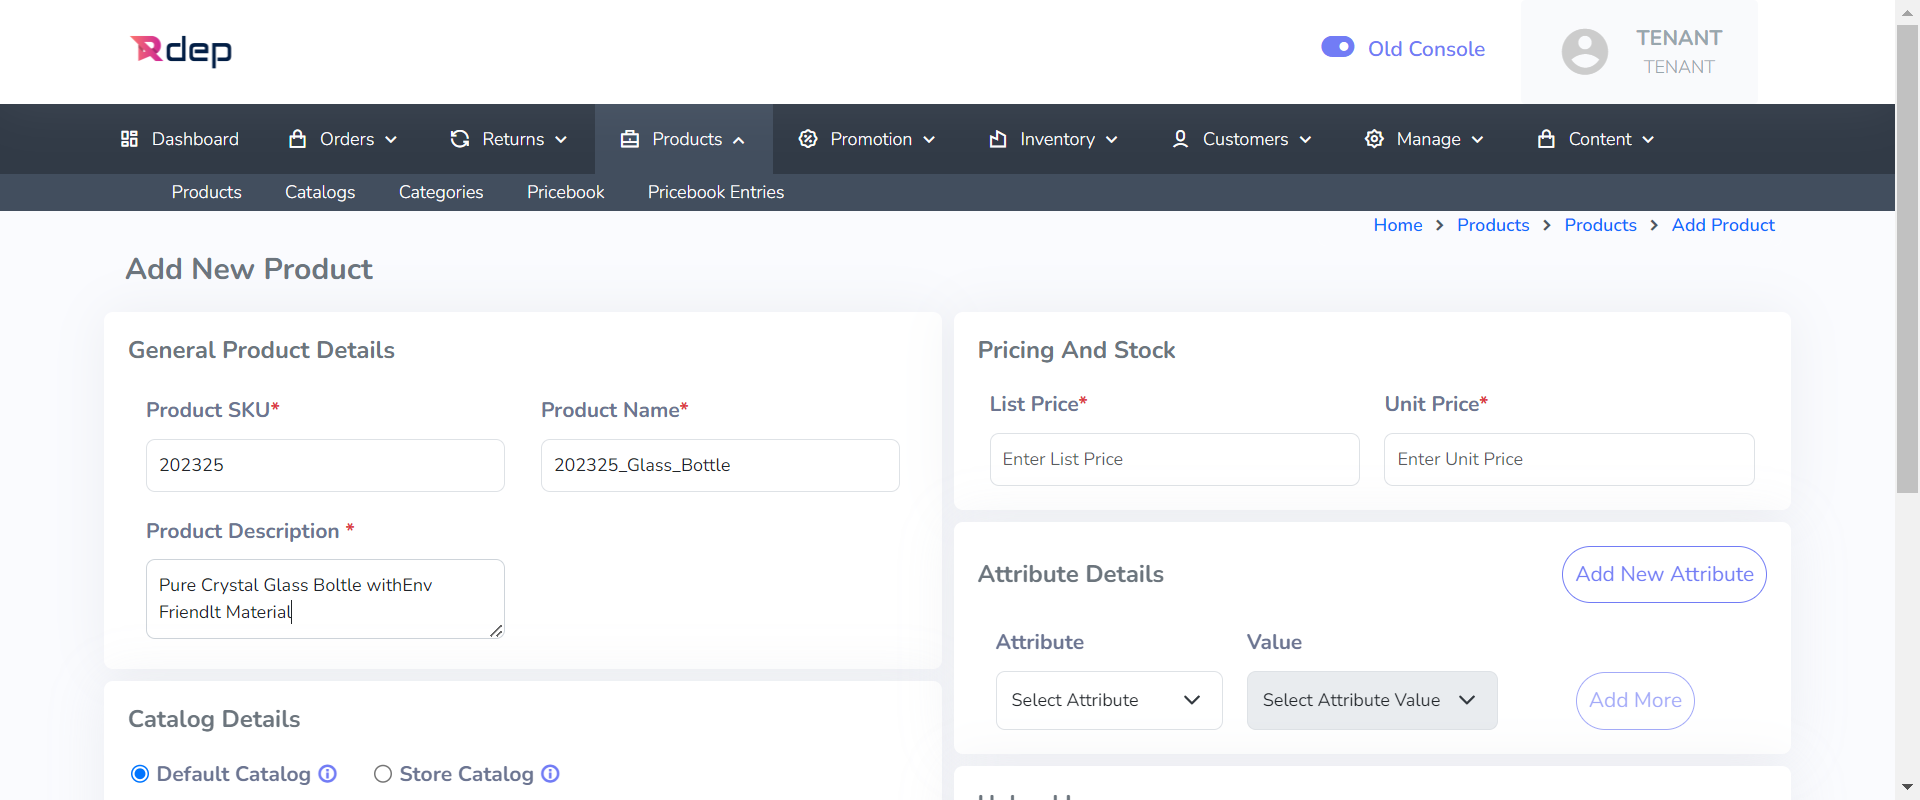 Rdep
Old Console
TENANT
TENANT
Dashboard Orders Returns Products Promotion Inventory Customers Manage Content
Products Catalogs Categories Pricebook Pricebook Entries
Home > Products > Products > Add Product
Add New Product
General Product Details
Product SKU* Product Name*
202325 202325_Glass_Bottle
Product Description *
Pure Crystal Glass Boltle withEnv
Friendlt Material
Catalog Details
Default Catalog Store Catalog
Pricing And Stock
List Price* Unit Price*
Enter List Price Enter Unit Price
Attribute Details Add New Attribute
Attribute Value
Select Attribute Select Attribute Value Add More